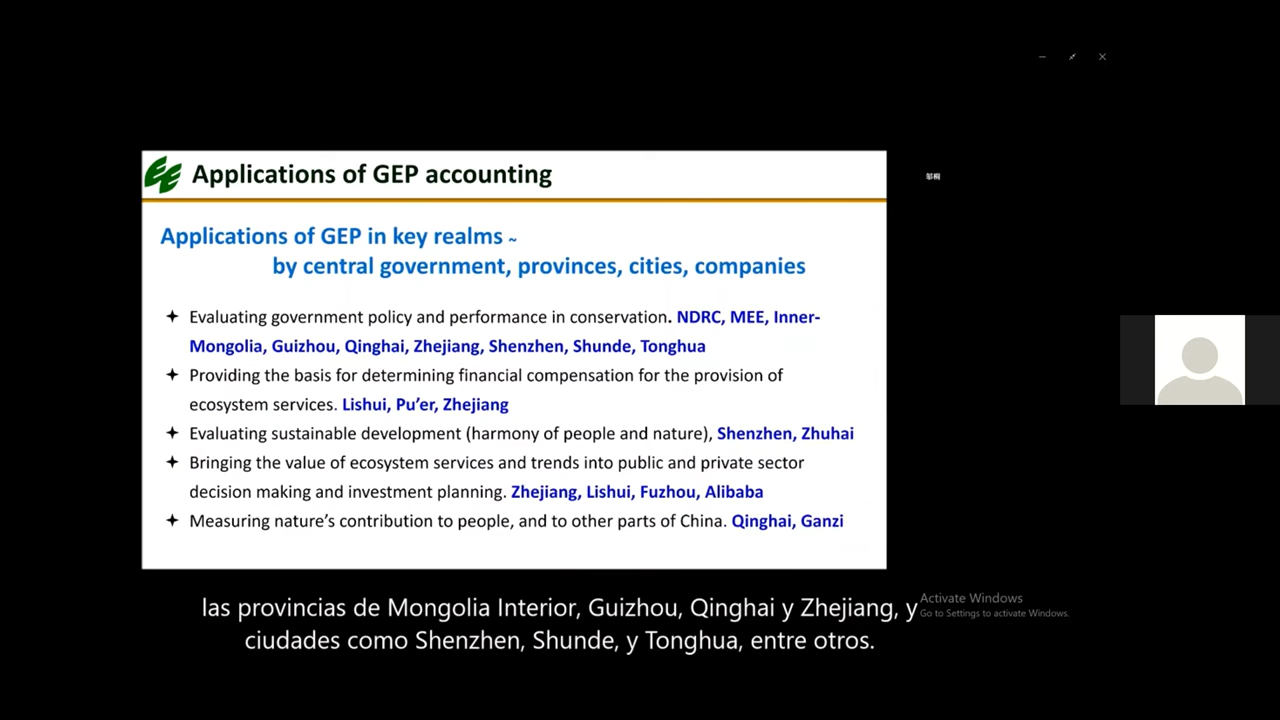 Applications of GEP accounting
Applications of GEP in key realms ~
by central government, provinces, cities, companies
✦ Evaluating government policy and performance in conservation. NDRC, MEE, Inner-
Mongolia, Guizhou, Qinghai, Zhejiang, Shenzhen, Shunde, Tonghua
✦ Providing the basis for determining financial compensation for the provision of
ecosystem services. Lishui, Pu’er, Zhejiang
✦ Evaluating sustainable development (harmony of people and nature), Shenzhen, Zhuhai
✦ Bringing the value of ecosystem services and trends into public and private sector
decision making and investment planning. Zhejiang, Lishui, Fuzhou, Alibaba
✦ Measuring nature’s contribution to people, and to other parts of China. Qinghai, Ganzi
las provincias de Mongolia Interior, Guizhou, Qinghai y Zhejiang, y
ciudades como Shenzhen, Shunde, y Tonghua, entre otros.
Activate Windows
Go to Settings to activate Windows.